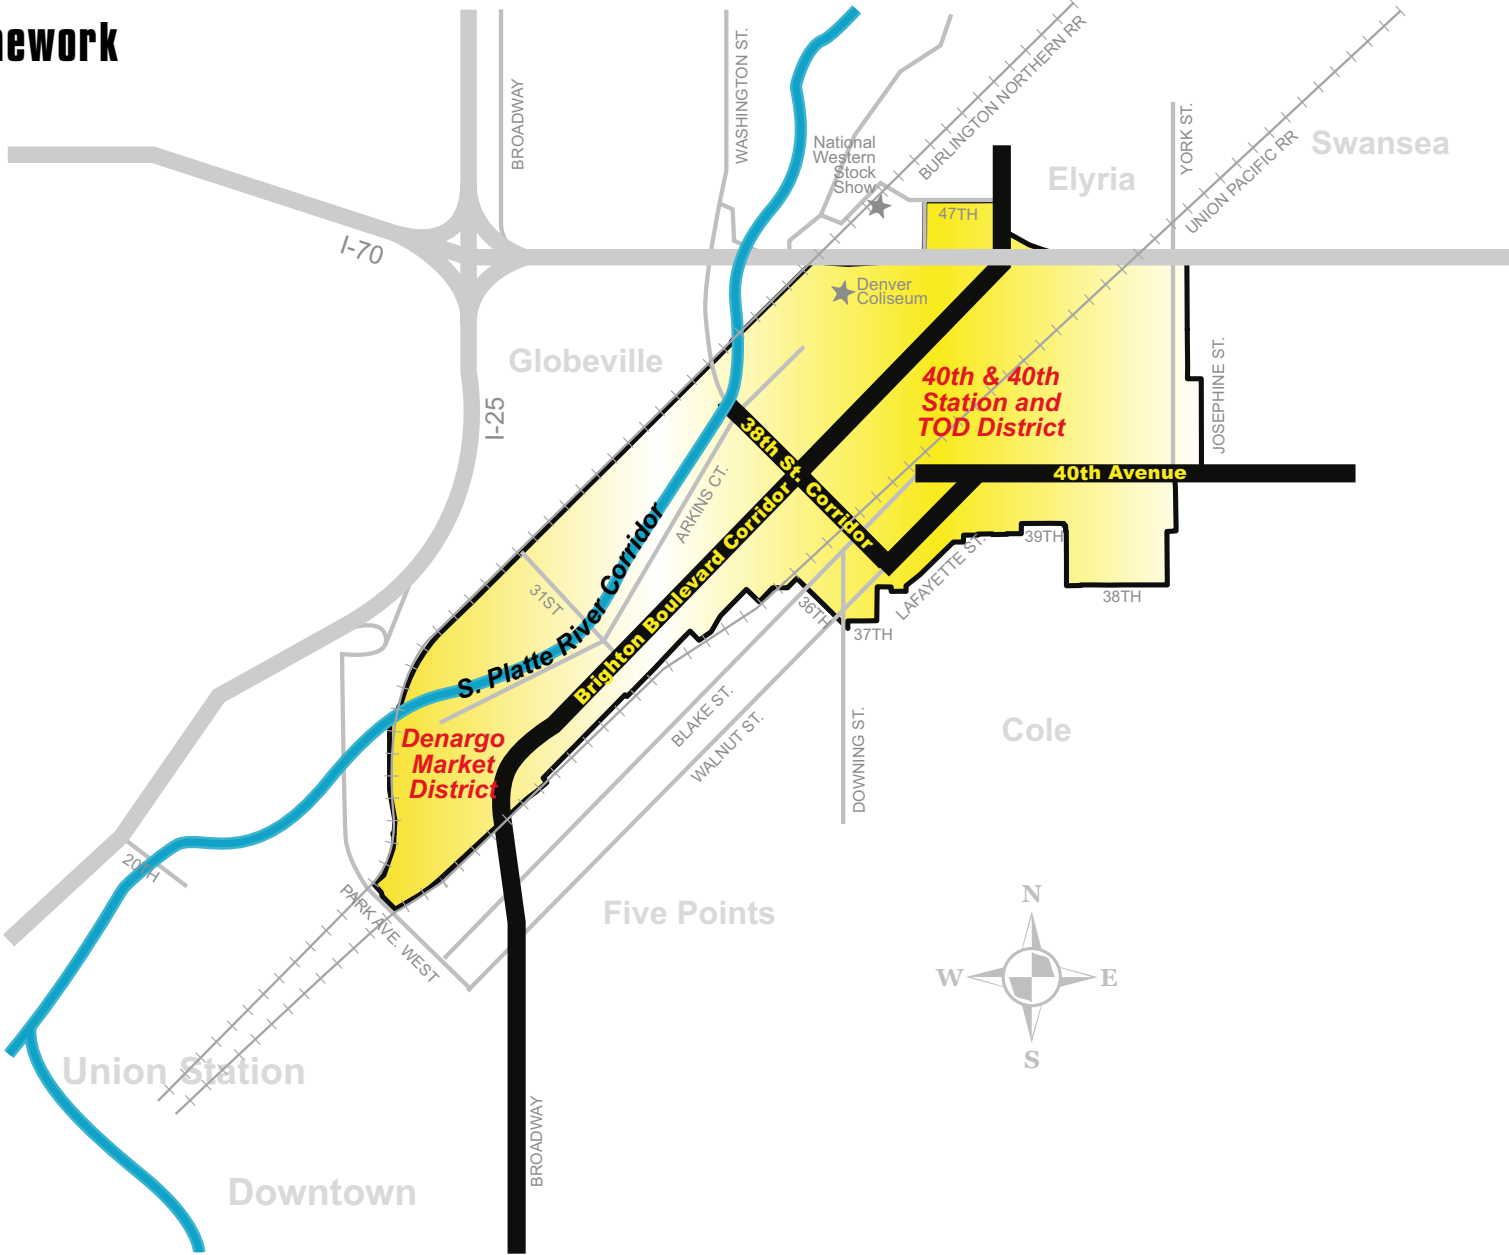 ework
BROADWAY
WASHINGTON ST.
BURLINGTON NORTHERN RR
National
Western
Stock
Show
YORK ST.
UNION PACIFIC RR
Swansea
Elyria
47TH
I-70
Denver
Coliseum
Globeville
I-25
40th & 40th
Station and
TOD District
JOSEPHINE ST.
38th St. Corridor
40th Avenue
ARKINS CT.
Brighton Boulevard Corridor
S. Platte River Corridor
31ST
39TH
LAFAYETTE ST.
38TH
36TH
37TH
Denargo
Market
District
BLAKE ST.
WALNUT ST.
DOWNING ST.
Cole
20TH
PARK AVE. WEST
Five Points
N
W
E
S
Union Station
BROADWAY
Downtown